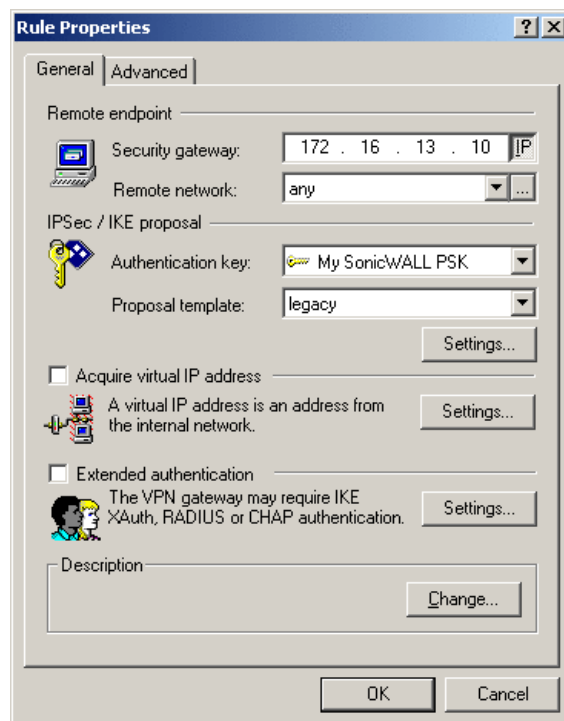 Rule Properties
General
Advanced
Remote endpoint
Security gateway: 172 . 16 . 13 . 10 IP
Remote network: any ...
IPSec / IKE proposal
Authentication key: My SonicWALL PSK
Proposal template: legacy
Settings...
Acquire virtual IP address
A virtual IP address is an address from
the internal network.
Settings...
Extended authentication
The VPN gateway may require IKE
XAuth, RADIUS or CHAP authentication.
Settings...
Description
Change...
OK
Cancel